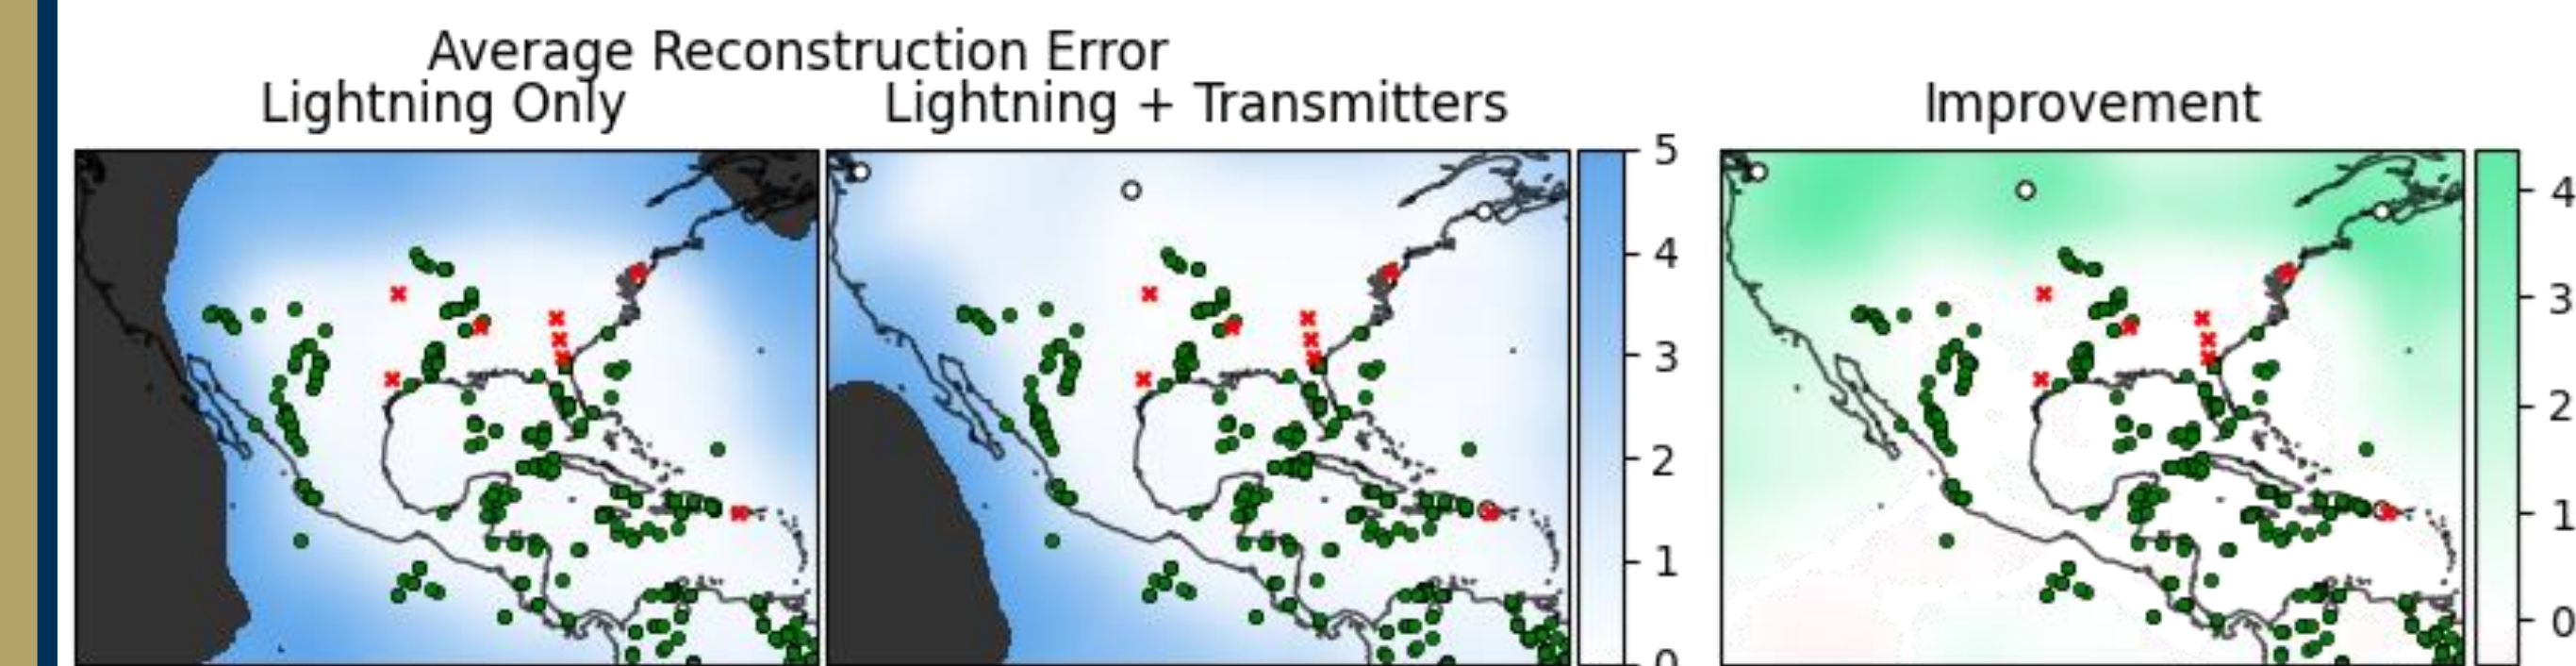 Average Reconstruction Error
Lightning Only
Lightning + Transmitters
Improvement
5
4
3
2
1
0
4
3
2
1
0